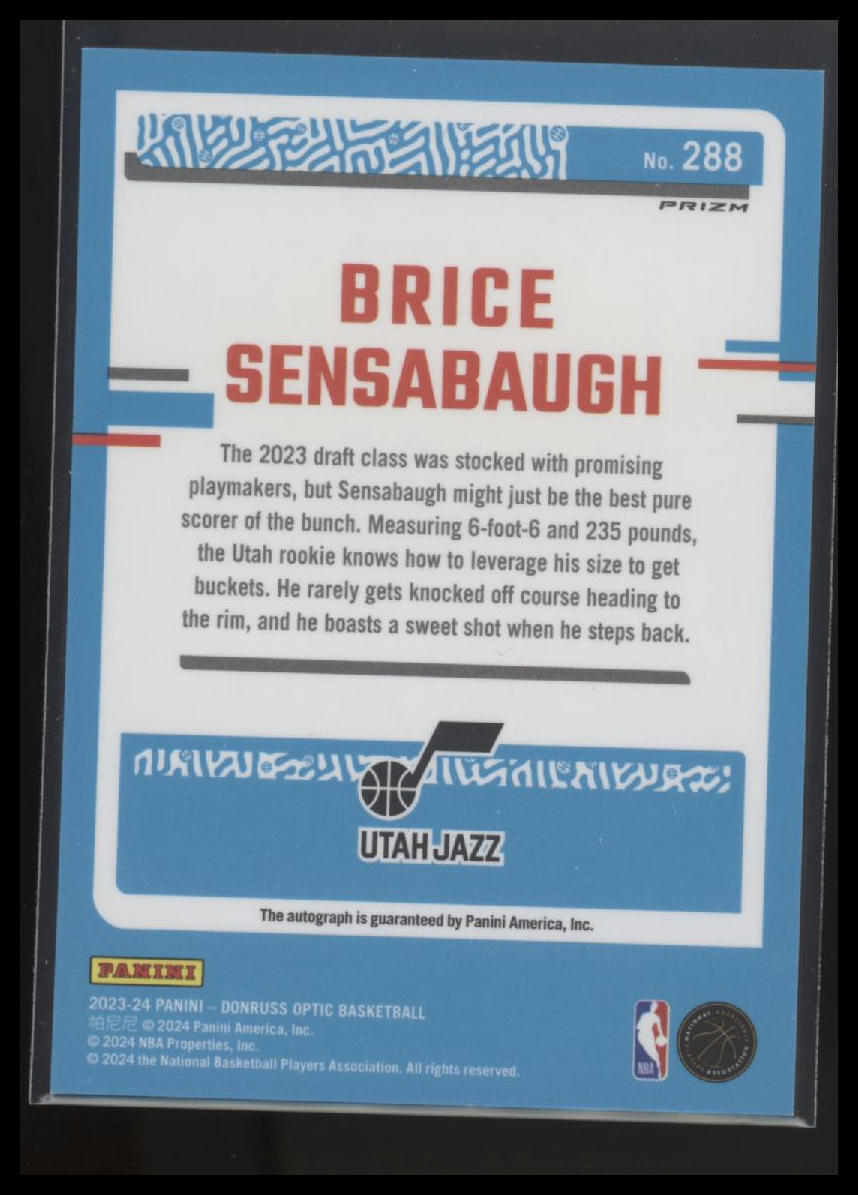 No. 288
PRIZM
BRICE
SENSABAUGH
The 2023 draft class was stocked with promising
playmakers, but Sensabaugh might just be the best pure
scorer of the bunch. Measuring 6-foot-6 and 235 pounds,
the Utah rookie knows how to leverage his size to get
buckets. He rarely gets knocked off course heading to
the rim, and he boasts a sweet shot when he steps back.
UTAH JAZZ
The autograph is guaranteed by Panini America, Inc.
PANINI
2023-24 PANINI – DONRUSS OPTIC BASKETBALL
帕尼尼 © 2024 Panini America, Inc.
© 2024 NBA Properties, Inc.
© 2024 the National Basketball Players Association. All rights reserved.
NBA
NATIONAL BASKETBALL
PLAYERS ASSOCIATION